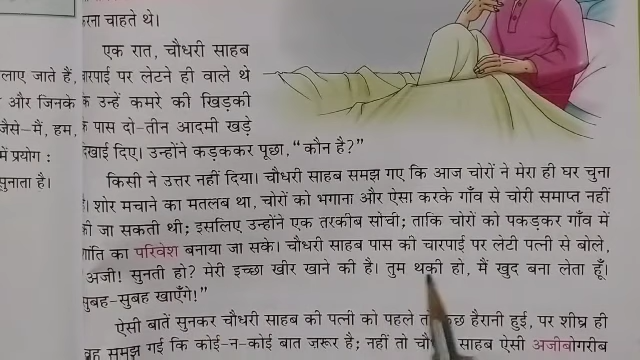 करना चाहते थे।
एक रात, चौधरी साहब
चारपाई पर लेटने ही वाले थे
कि उन्हें कमरे की खिड़की
के पास दो-तीन आदमी खड़े
दिखाई दिए। उन्होंने कड़ककर पूछा, “कौन है?”
किसी ने उत्तर नहीं दिया। चौधरी साहब समझ गए कि आज चोरों ने मेरा ही घर चुना
है। शोर मचाने का मतलब था, चोरों को भगाना और ऐसा करके गाँव से चोरी समाप्त नहीं
की जा सकती थी; इसलिए उन्होंने एक तरकीब सोची; ताकि चोरों को पकड़कर गाँव में
शांति का परिवेश बनाया जा सके। चौधरी साहब पास की चारपाई पर लेटी पत्नी से बोले,
अजी! सुनती हो? मेरी इच्छा खीर खाने की है। तुम थकी हो, मैं खुद बना लेता हूँ।
सुबह-सुबह खाएँगे!”
ऐसी बातें सुनकर चौधरी साहब की पत्नी को पहले तो कुछ हैरानी हुई, पर शीघ्र ही
वह समझ गई कि कोई-न-कोई बात ज़रूर है; नहीं तो चौधरी साहब ऐसी अजीबोगरीब
लाए जाते हैं,
और जिनके
जैसे–मैं, हम,
में प्रयोग :
सुनाता है।